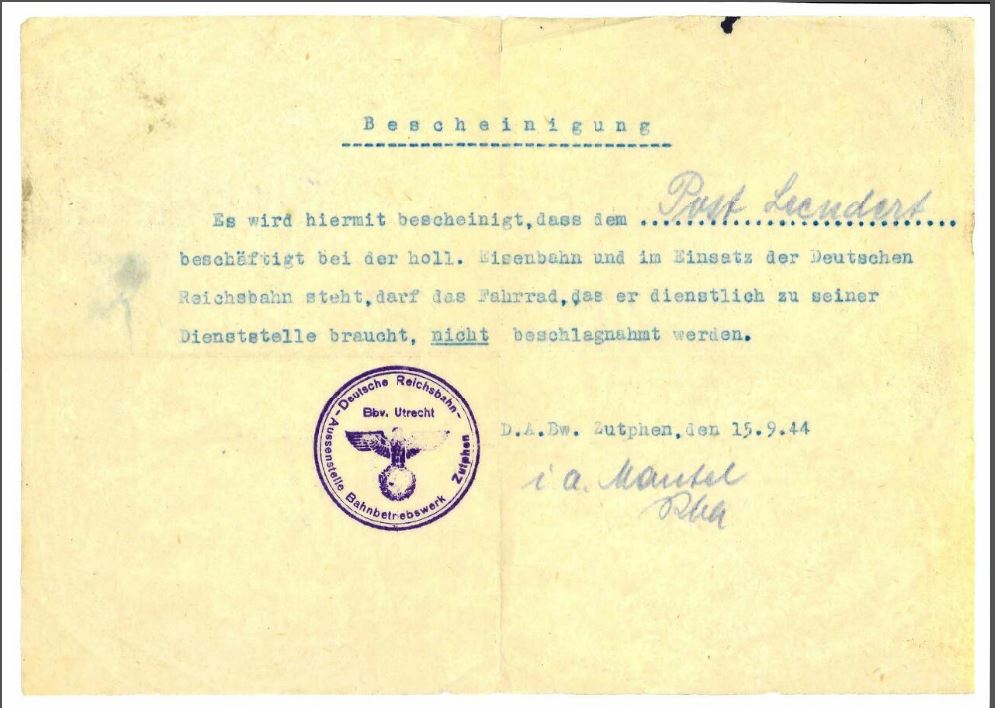 Bescheinigung
Es wird hiermit bescheinigt,dass dem Post Leendert
beschäftigt bei der holl. Eisenbahn und im Einsatz der Deutschen
Reichsbahn steht,darf das Fahrrad,das er dienstlich zu seiner
Dienststelle braucht, nicht beschlagnahmt werden.
-Deutsche Reichsbahn-
Bbv. Utrecht
Aussenstelle Bahnbetriebswerk Zutphen
D.A.Bw. Zutphen,den 15.9.44
i a. Mantel